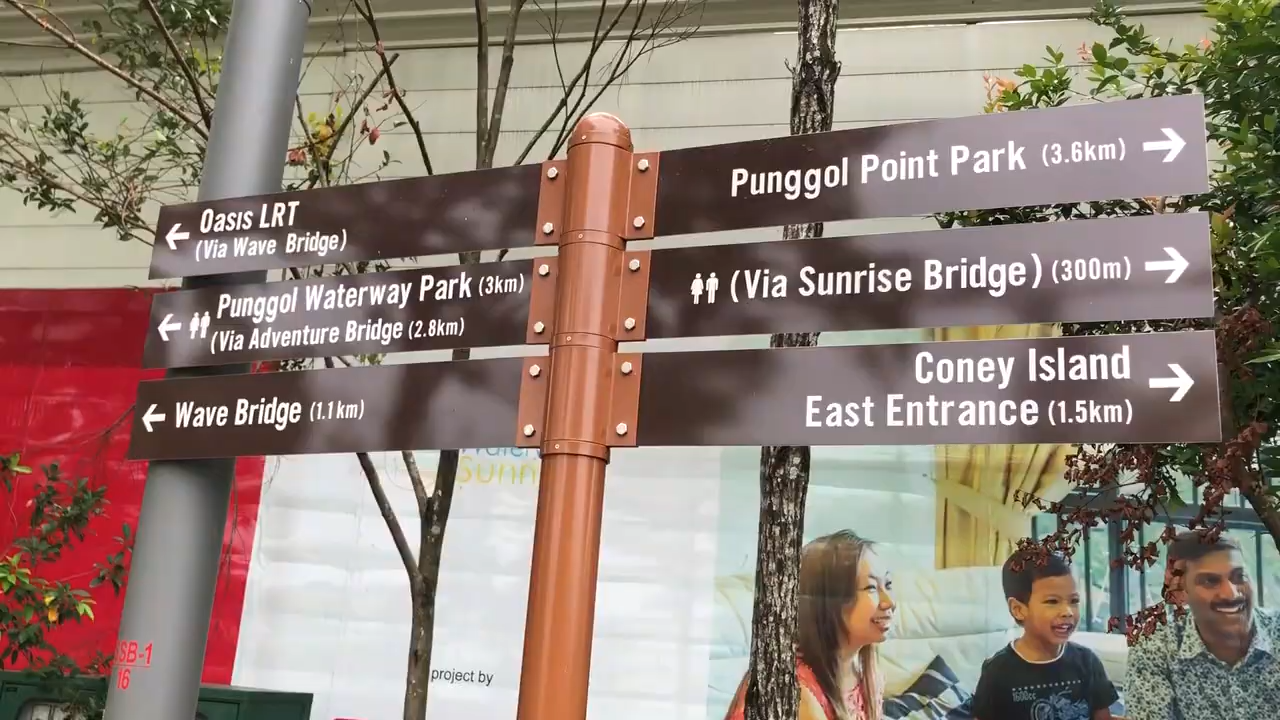 Oasis LRT
(Via Wave Bridge)
Punggol Waterway Park (3km)
(Via Adventure Bridge (2.8km)
Wave Bridge (1.1km)
Punggol Point Park (3.6km)
(Via Sunrise Bridge) (300m)
Coney Island
East Entrance (1.5km)
project by
SB-1
16